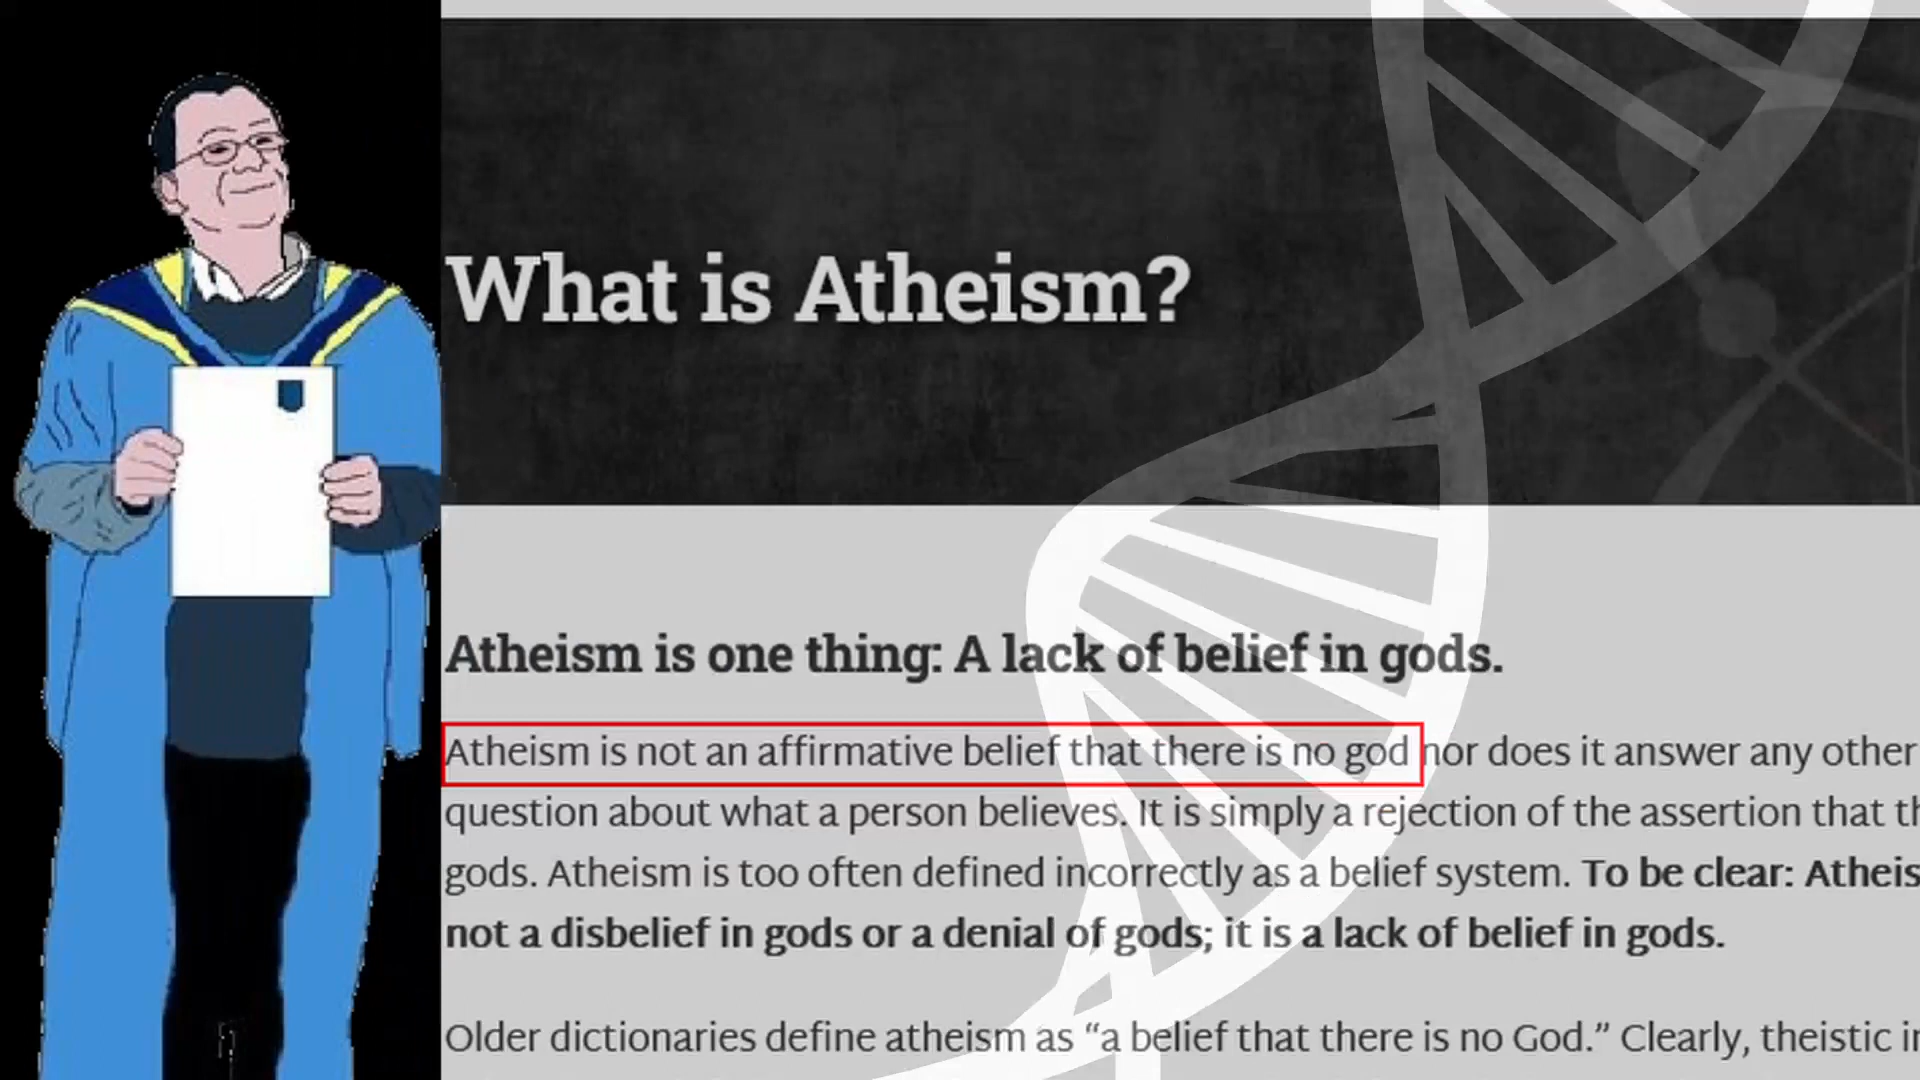 What is Atheism?
Atheism is one thing: A lack of belief in gods.
Atheism is not an affirmative belief that there is no god nor does it answer any other
question about what a person believes. It is simply a rejection of the assertion that
gods. Atheism is too often defined incorrectly as a belief system. To be clear:
not a disbelief in gods or a denial of gods; it is a lack of belief in gods.
Older dictionaries define atheism as “a belief that there is no God.” Clearly, theistic